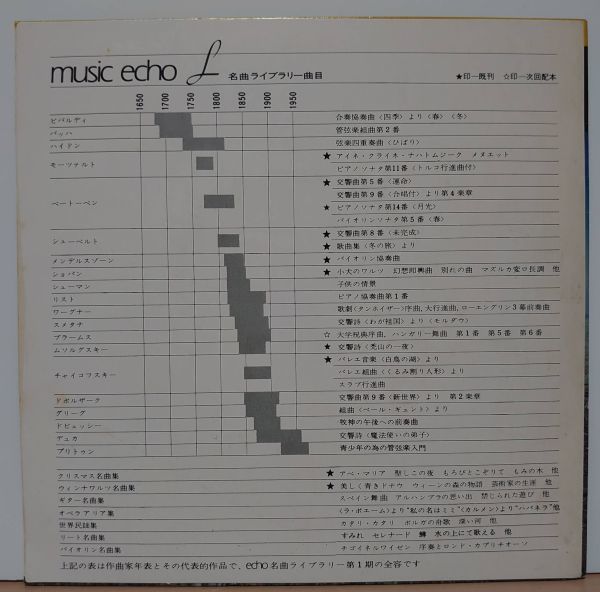 music echo L 名曲ライブラリー曲目 ★印―既刊 ☆印―次回配本
1650 1700 1750 1800 1850 1900 1950
ビバルディ 合奏協奏曲〈四季〉より〈春〉〈冬〉
バッハ 管弦楽組曲第2番
ハイドン 弦楽四重奏曲〈ひばり〉
モーツァルト ★ アイネ・クライネ・ナハトムジーク メヌエット
ピアノソナタ第11番〈トルコ行進曲付〉
★ 交響曲第5番〈運命〉
交響曲第9番〈合唱付〉より第4楽章
ベートーベン ★ ピアノソナタ第14番〈月光〉
バイオリンソナタ第5番〈春〉
シューベルト ★ 交響曲第8番〈未完成〉
★ 歌曲集〈冬の旅〉より
メンデルスゾーン ★ バイオリン協奏曲
ショパン ★ 小犬のワルツ 幻想即興曲 別れの曲 マズルカ変ロ長調 他
シューマン 子供の情景
リスト ピアノ協奏曲第1番
ワーグナー 歌劇〈タンホイザー〉序曲,大行進曲,ローエングリン3幕前奏曲
スメタナ 交響詩〈わが祖国〉より〈モルダウ〉
ブラームス ☆ 大学祝典序曲,ハンガリー舞曲 第1番 第5番 第6番
ムソルグスキー ★ 交響詩〈禿山の一夜〉
★ バレエ音楽〈白鳥の湖〉より
チャイコフスキー バレエ組曲〈くるみ割り人形〉より
スラブ行進曲
ドボルザーク 交響曲第9番〈新世界〉より 第2楽章
グリーグ 組曲〈ペール・ギュント〉より
ドビュッシー 牧神の午後への前奏曲
デュカ 交響詩〈魔法使いの弟子〉
ブリトゥン 青少年の為の管弦楽入門
クリスマス名曲集 ★ アベ・マリア 聖しこの夜 もろびとこぞりて もみの木 他
ウィンナワルツ名曲集 ★ 美しく青きドナウ ウィーンの森の物語 芸術家の生涯 他
ギター名曲集 スペイン舞曲 アルハンブラの思い出 禁じられた遊び 他
オペラアリア集 〈ラ・ボエーム〉より“私の名はミミ”〈カルメン〉より“ハバネラ”他
世界民謡集 カタリ・カタリ ボルガの舟歌 深い河 他
リート名曲集 すみれ セレナード 鱒 水の上にて歌える 他
バイオリン名曲集 チゴイネルワイゼン 序奏とロンド・カプリチオーソ
上記の表は作曲家年表とその代表的作品で、echo名曲ライブラリー第1期の全容です